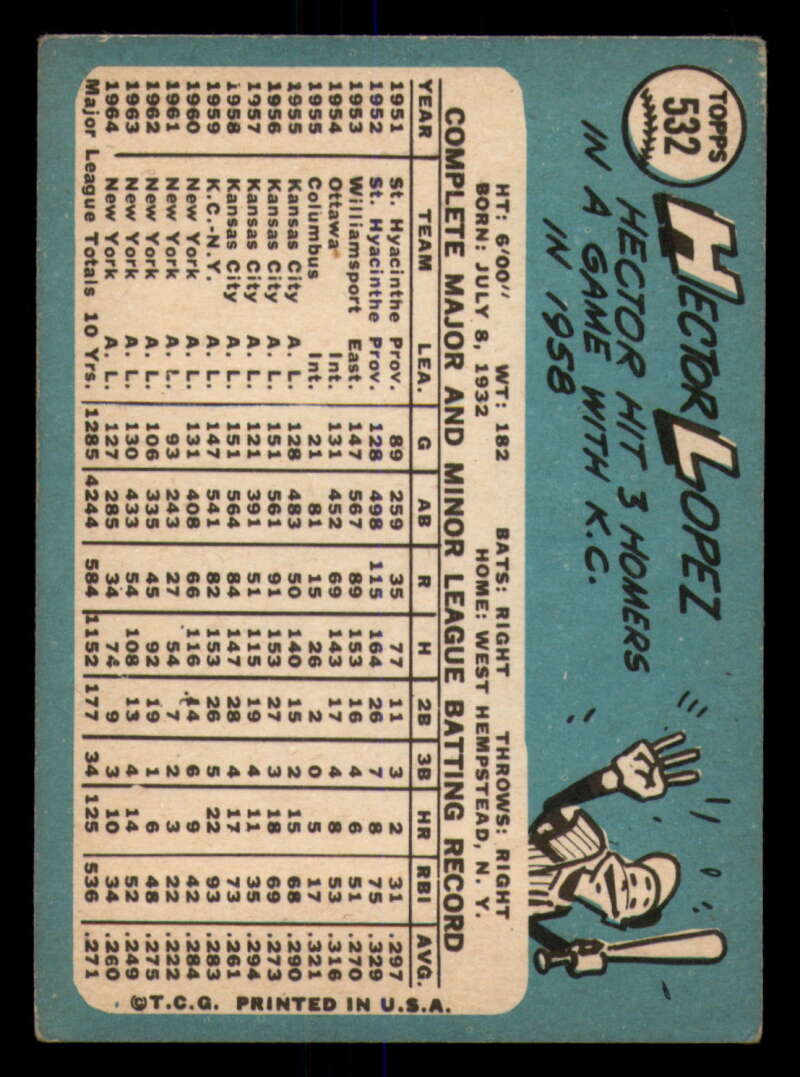 TOPPS
532
HECTOR LOPEZ
HECTOR HIT 3 HOMERS
IN A GAME WITH K.C.
IN 1958
HT: 6'00" WT: 182 BATS: RIGHT THROWS: RIGHT
BORN: JULY 8, 1932 HOME: WEST HEMPSTEAD, N. Y.
COMPLETE MAJOR AND MINOR LEAGUE BATTING RECORD
YEAR TEAM LEA. G AB R H 2B 3B HR RBI AVG.
1951 St. Hyacinthe Prov. 89 259 35 77 11 3 2 31 .297
1952 St. Hyacinthe Prov. 128 498 115 164 26 7 8 75 .329
1953 Williamsport East. 147 567 89 153 16 4 6 51 .270
1954 Ottawa Int. 131 452 69 143 17 4 8 53 .316
1955 Columbus Int. 21 81 15 26 2 0 5 17 .321
1955 Kansas City A. L. 128 483 50 140 15 2 15 68 .290
1956 Kansas City A. L. 151 561 91 153 27 3 18 69 .273
1957 Kansas City A. L. 121 391 51 115 19 4 11 35 .294
1958 Kansas City A. L. 151 564 84 147 28 4 17 73 .261
1959 K.C.-N.Y. A. L. 147 541 82 153 26 5 22 93 .283
1960 New York A. L. 131 408 66 116 14 6 9 42 .284
1961 New York A. L. 93 243 27 54 7 2 3 22 .222
1962 New York A. L. 106 335 45 92 19 1 6 48 .275
1963 New York A. L. 130 433 54 108 13 4 14 52 .249
1964 New York A. L. 127 285 34 74 9 3 10 34 .260
Major League Totals 10 Yrs. 1285 4244 584 1152 177 34 125 536 .271
©T.C.G. PRINTED IN U.S.A.